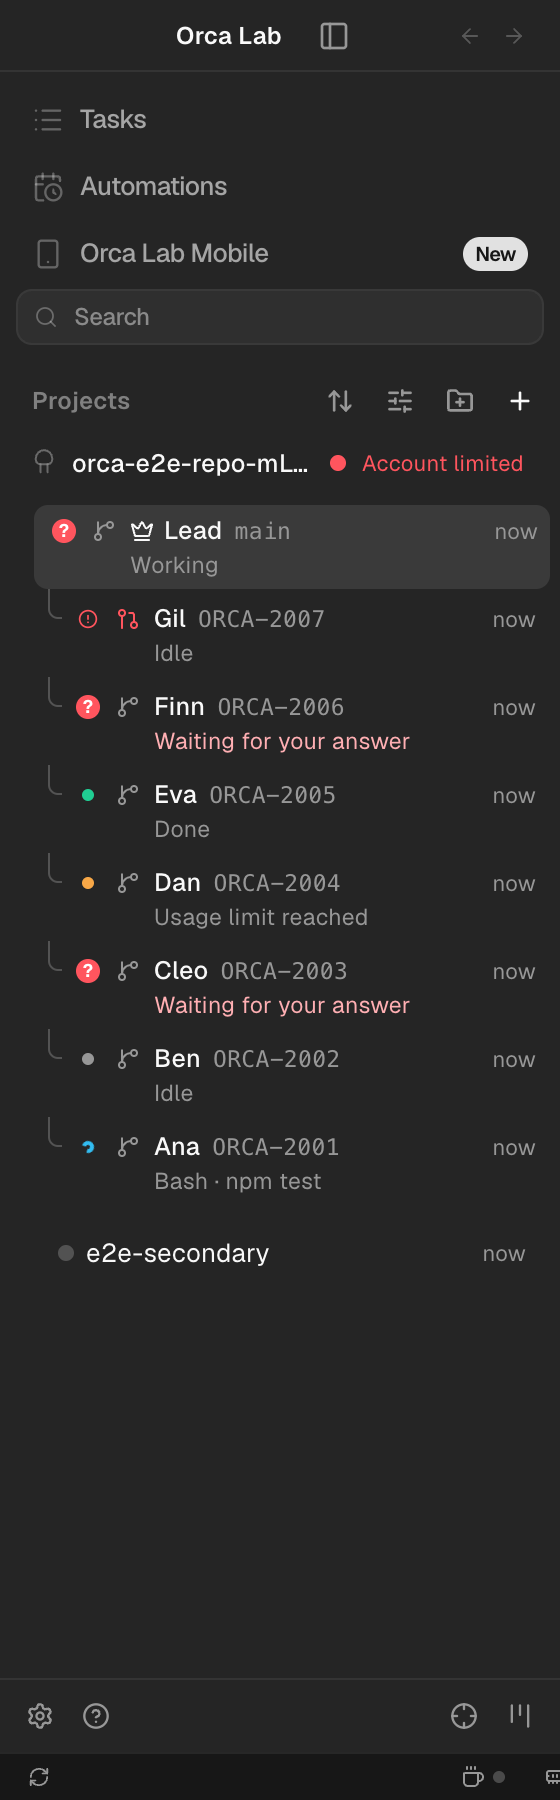 Orca Lab
Tasks
Automations
Orca Lab Mobile New
Search
Projects
orca-e2e-repo-mL... Account limited
? Lead main now
Working
Gil ORCA-2007 now
Idle
? Finn ORCA-2006 now
Waiting for your answer
Eva ORCA-2005 now
Done
Dan ORCA-2004 now
Usage limit reached
? Cleo ORCA-2003 now
Waiting for your answer
Ben ORCA-2002 now
Idle
Ana ORCA-2001 now
Bash · npm test
e2e-secondary now